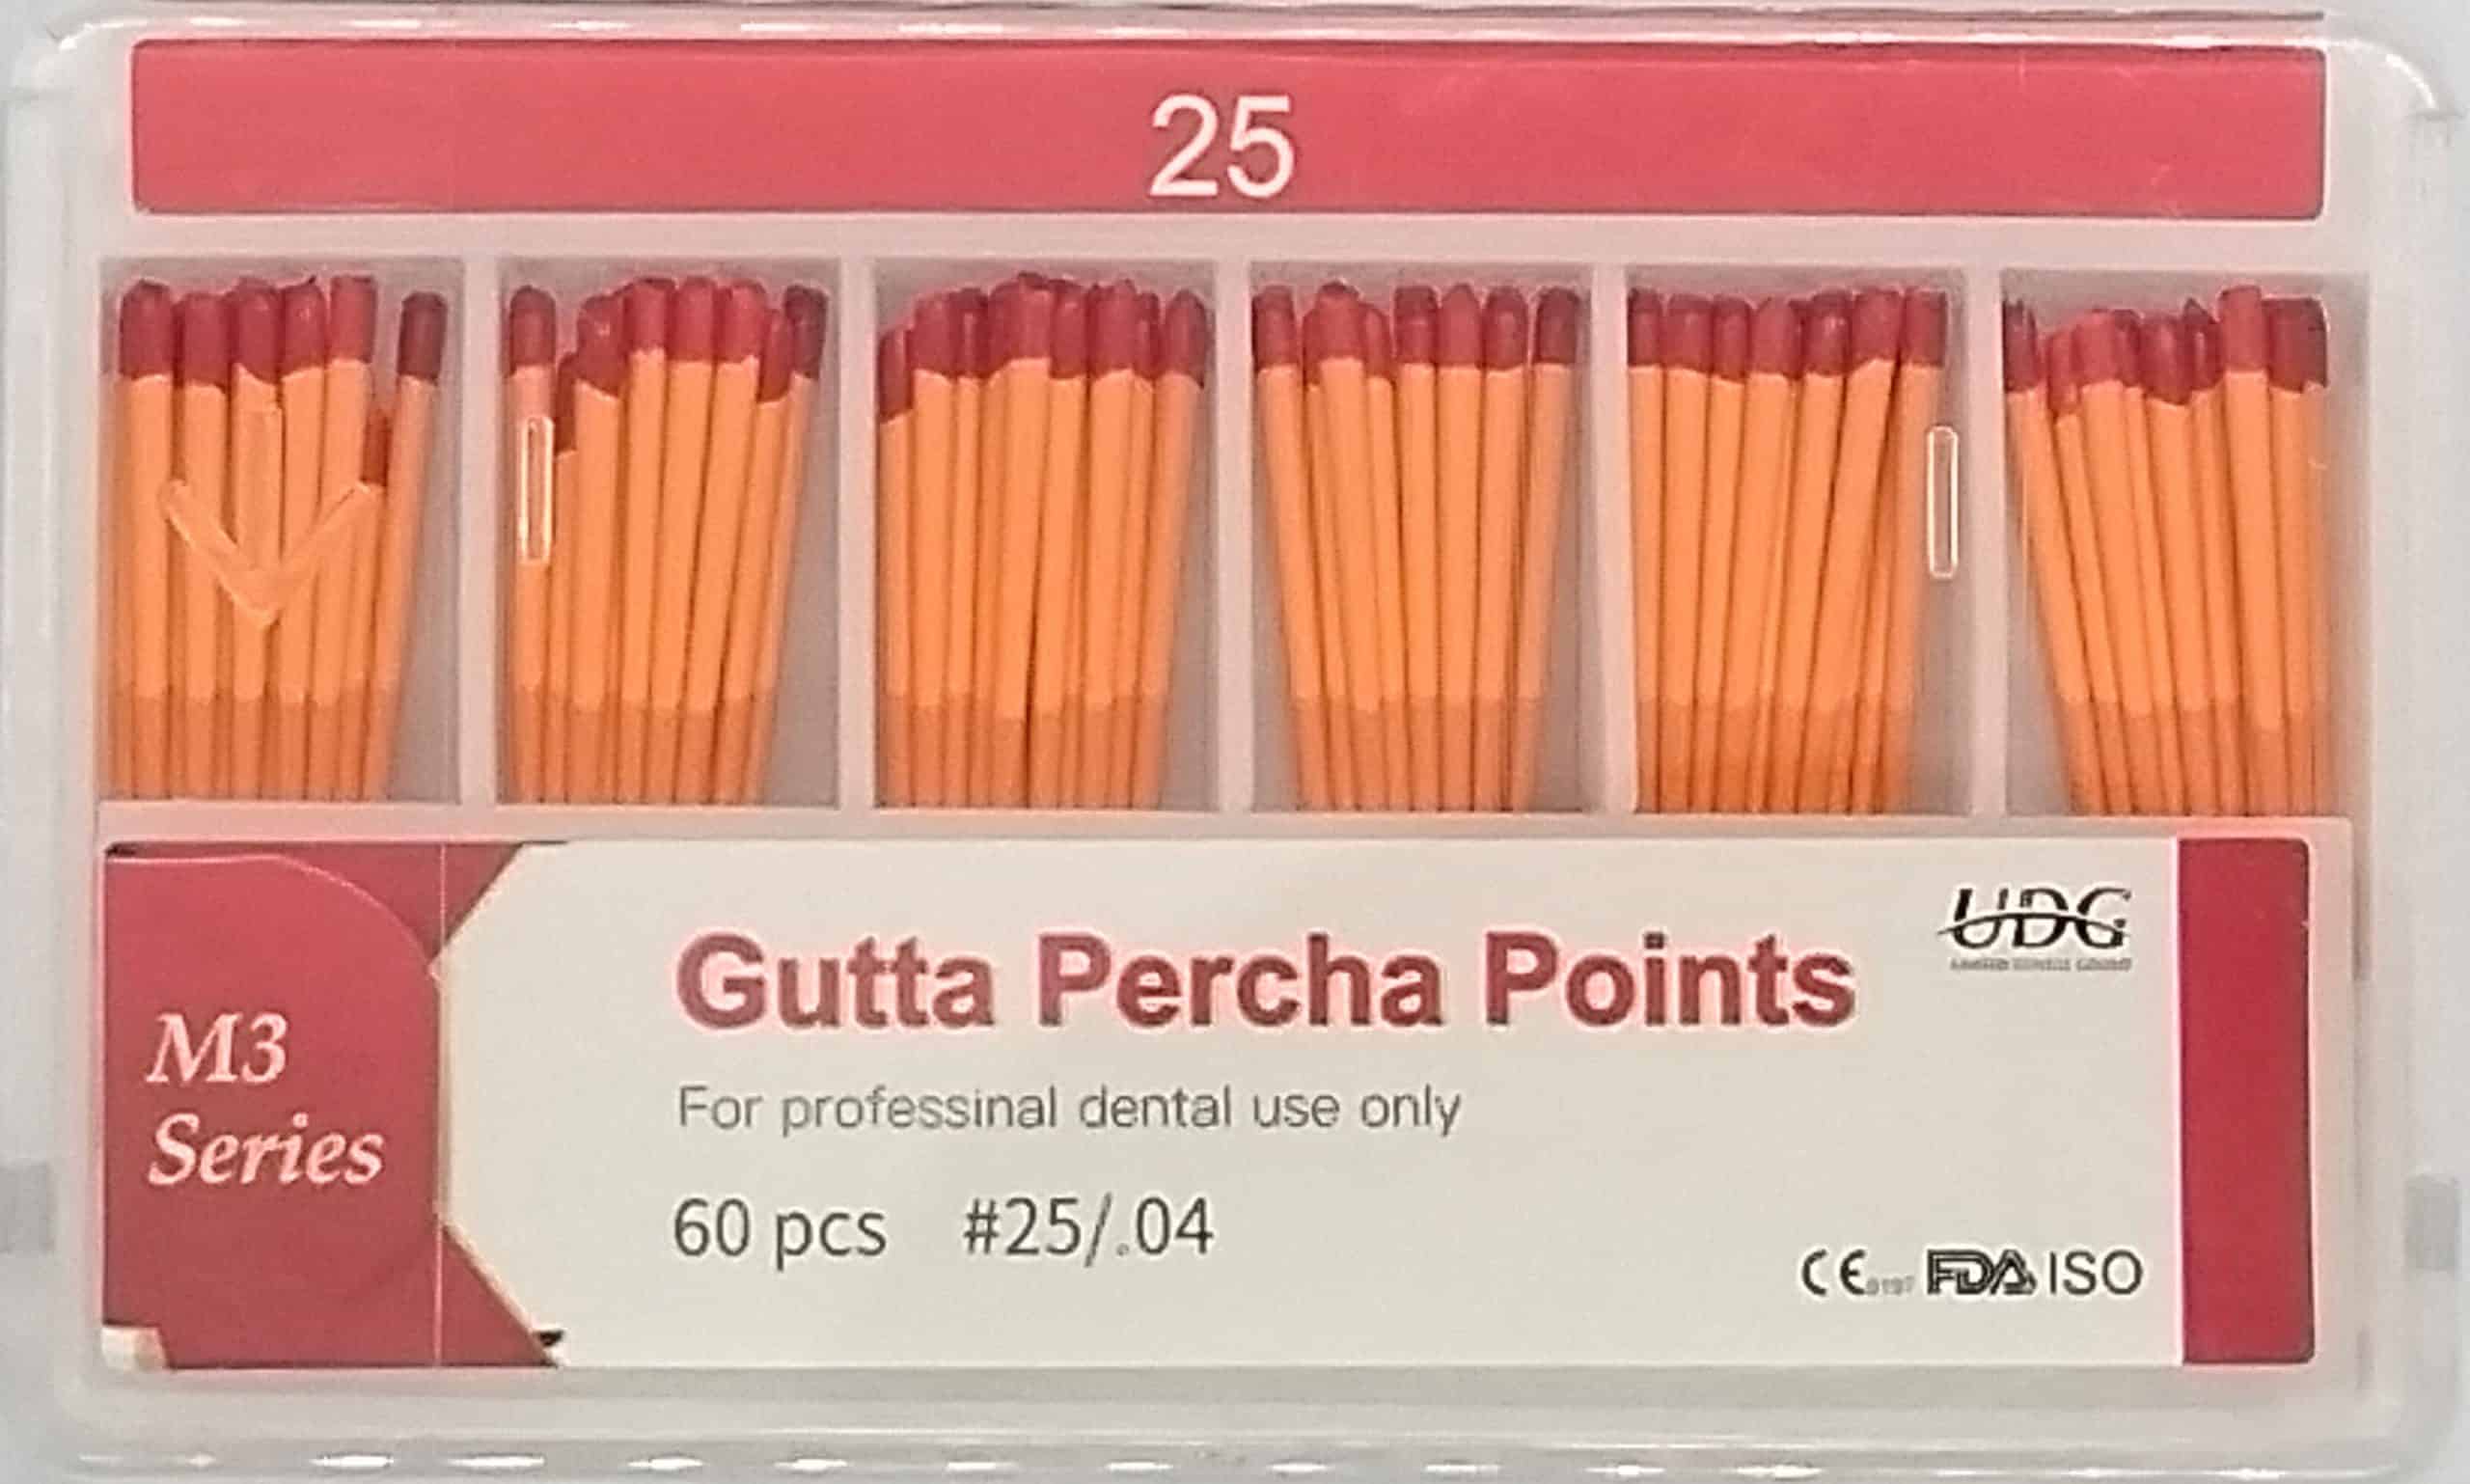 25
UDG
Gutta Percha Points
M3
Series
For professinal dental use only
60 pcs #25/.04
CE FDA ISO